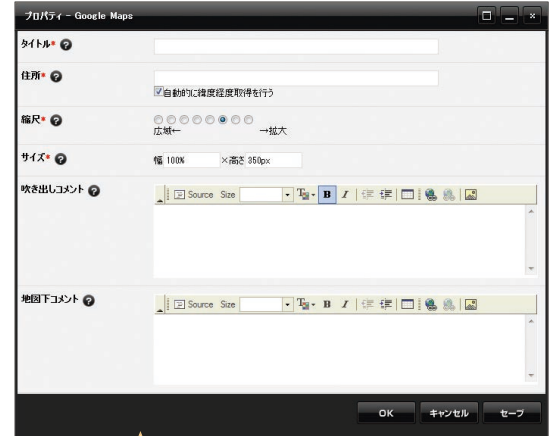 プロパティ - Google Maps
タイトル*
住所*
自動的に緯度経度取得を行う
縮尺*
広域← →拡大
サイズ* 幅 100% ×高さ 350px
吹き出しコメント
Source Size B I
地図下コメント
Source Size B I
OK キャンセル セーブ